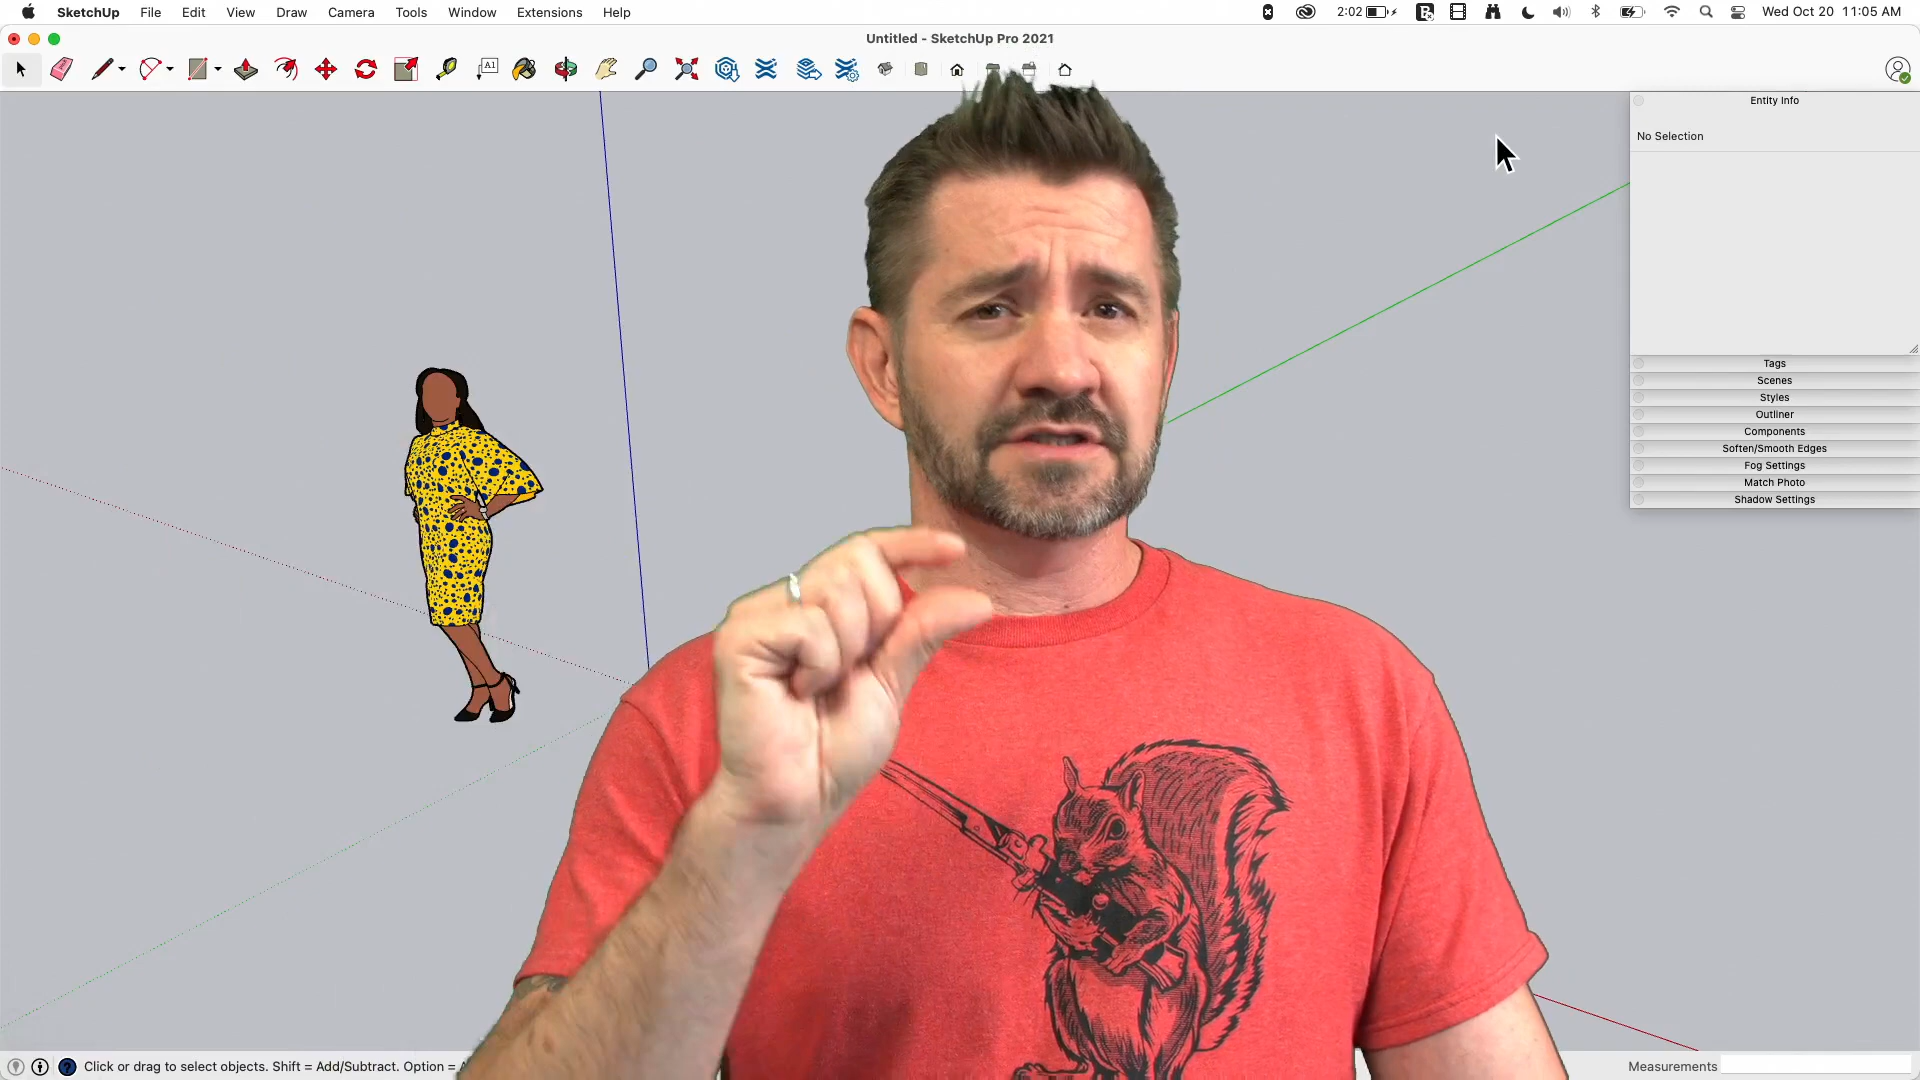 SketchUp File Edit View Draw Camera Tools Window Extensions Help 2:02 Wed Oct 20 11:05 AM
Untitled - SketchUp Pro 2021
A1
Entity Info
No Selection
Tags
Scenes
Styles
Outliner
Components
Soften/Smooth Edges
Fog Settings
Match Photo
Shadow Settings
Click or drag to select objects. Shift = Add/Subtract. Option =
Measurements